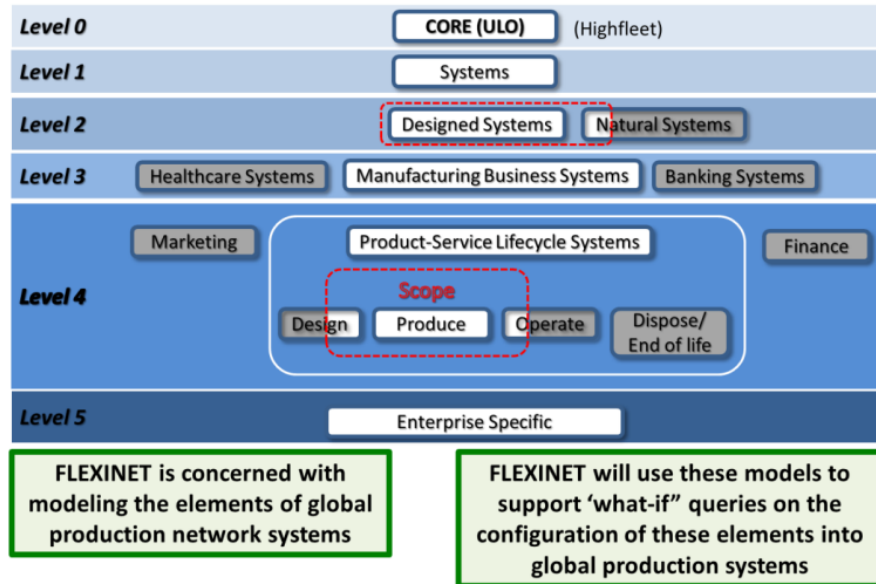 Level 0 CORE (ULO) (Highfleet)
Level 1 Systems
Level 2 Designed Systems Natural Systems
Level 3 Healthcare Systems Manufacturing Business Systems Banking Systems
Marketing Product-Service Lifecycle Systems Finance
Level 4
Scope
Design Produce Operate Dispose/
End of life
Level 5 Enterprise Specific
FLEXINET is concerned with
modeling the elements of global
production network systems
FLEXINET will use these models to
support ‘what-if” queries on the
configuration of these elements into
global production systems